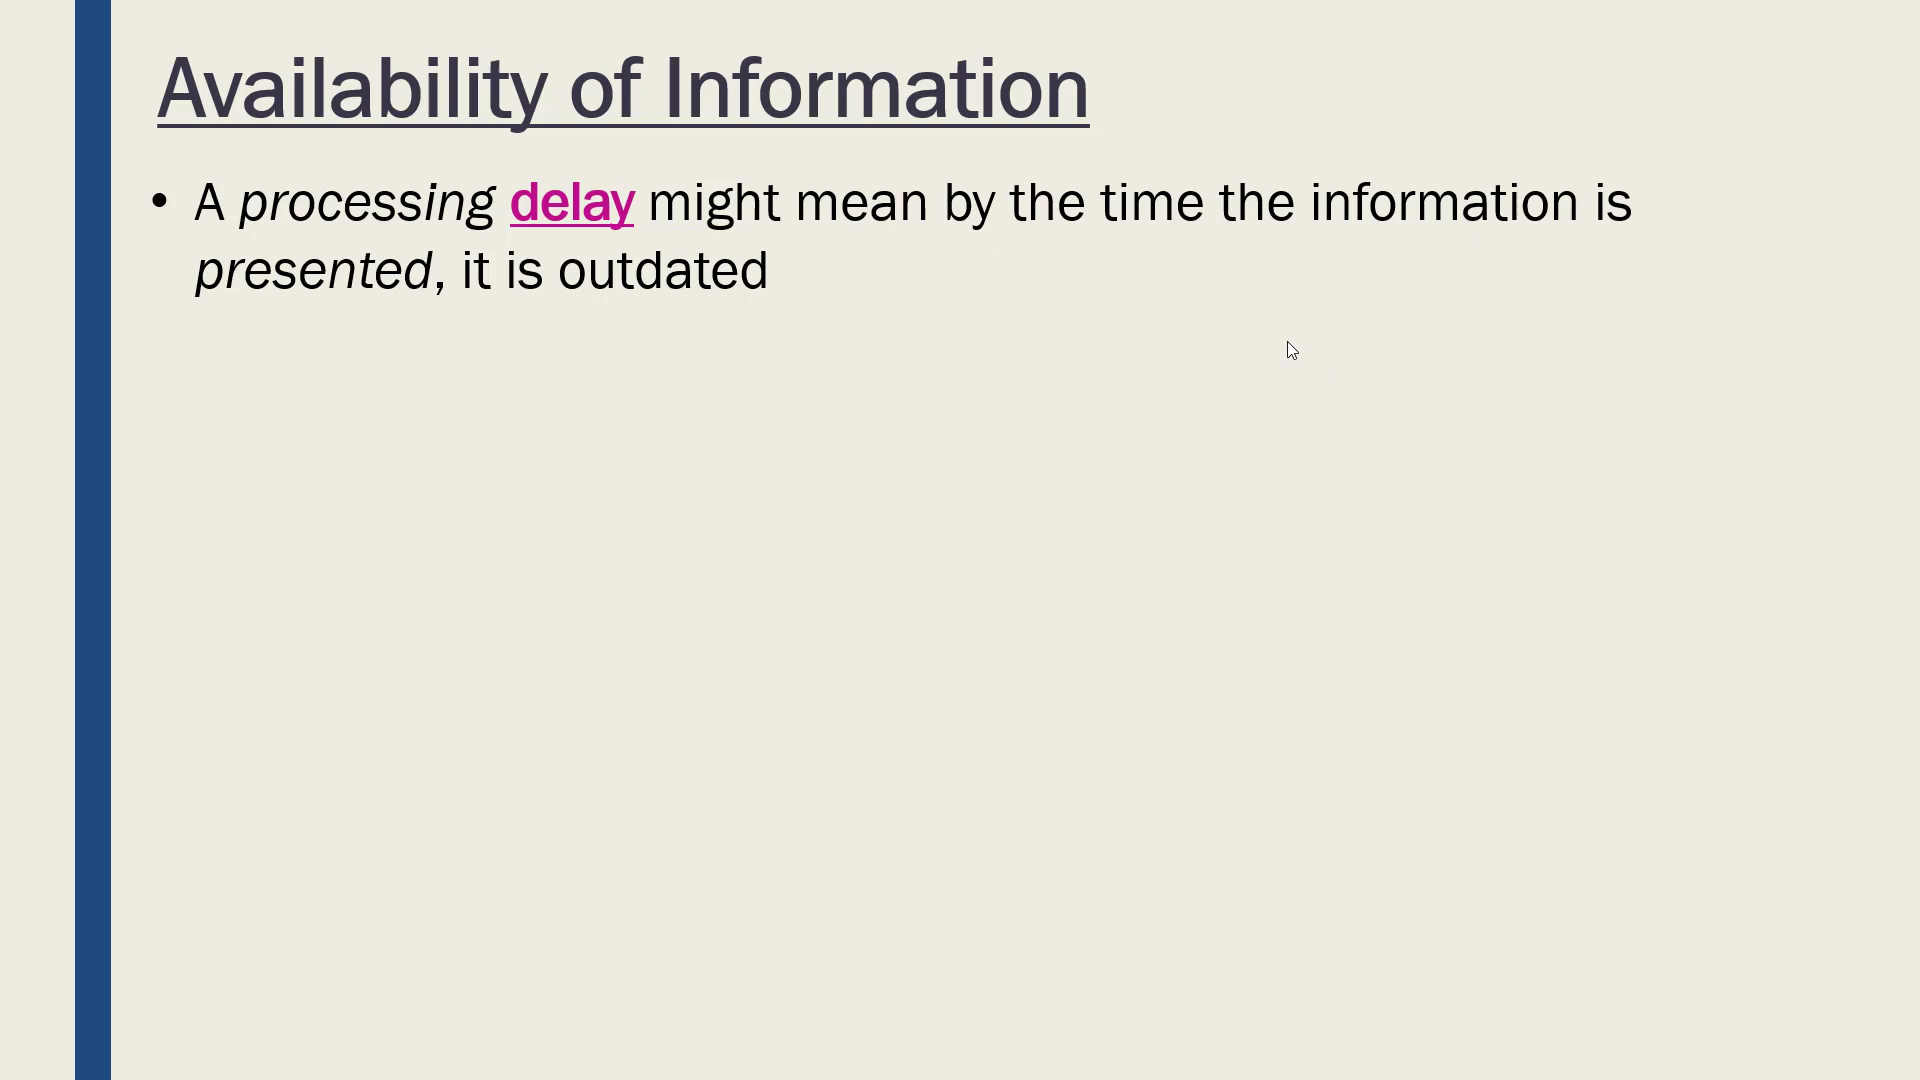 Availability of Information
• A processing delay might mean by the time the information is
presented, it is outdated